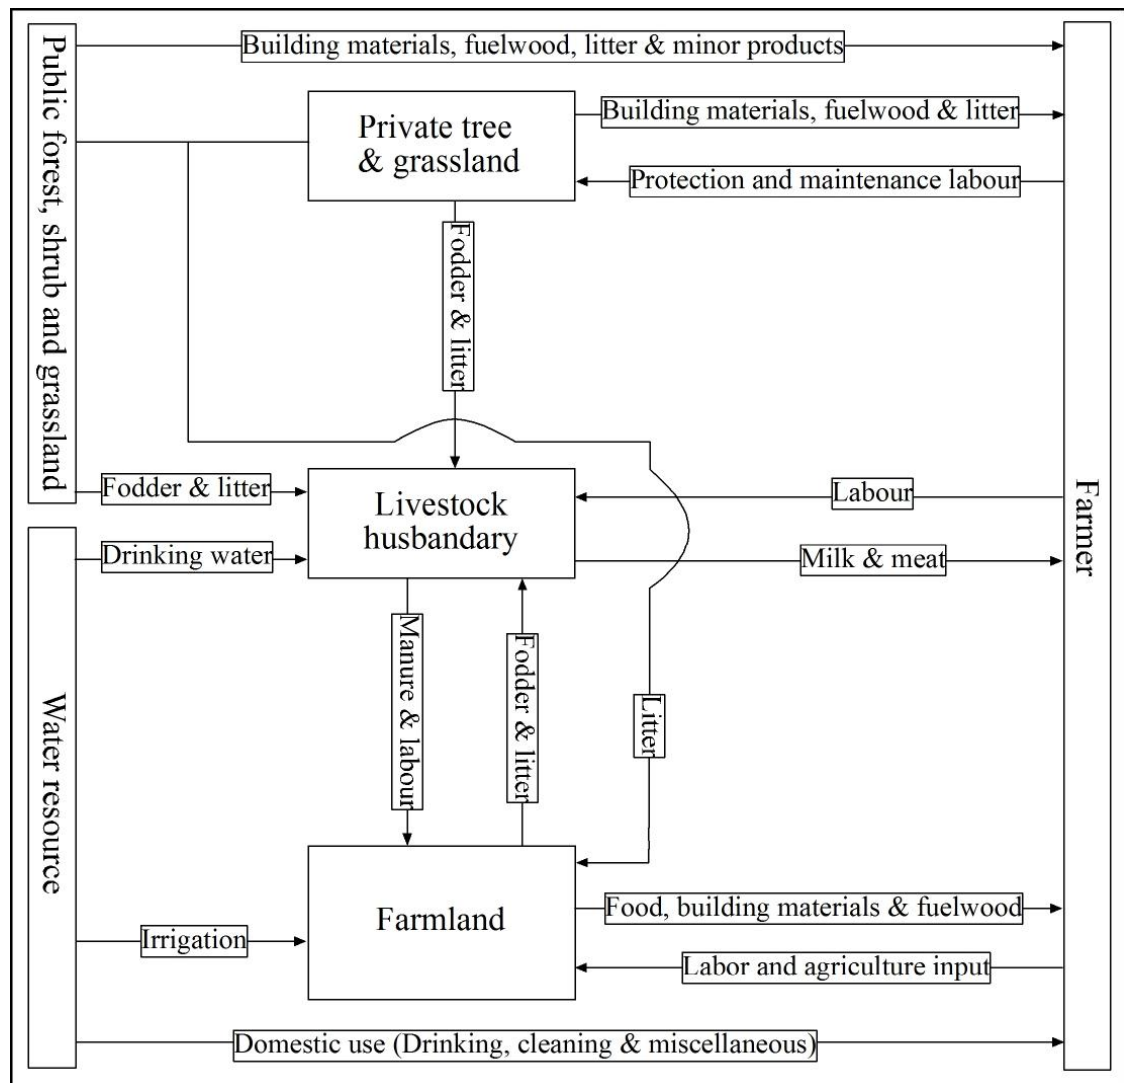 Public forest, shrub and grassland
Building materials, fuelwood, litter & minor products
Private tree
& grassland
Building materials, fuelwood & litter
Protection and maintenance labour
Fodder & litter
Fodder & litter
Livestock
husbandary
Labour
Drinking water
Milk & meat
Farmer
Manure & labour
Fodder & litter
Litter
Water resource
Farmland
Food, building materials & fuelwood
Irrigation
Labor and agriculture input
Domestic use (Drinking, cleaning & miscellaneous)